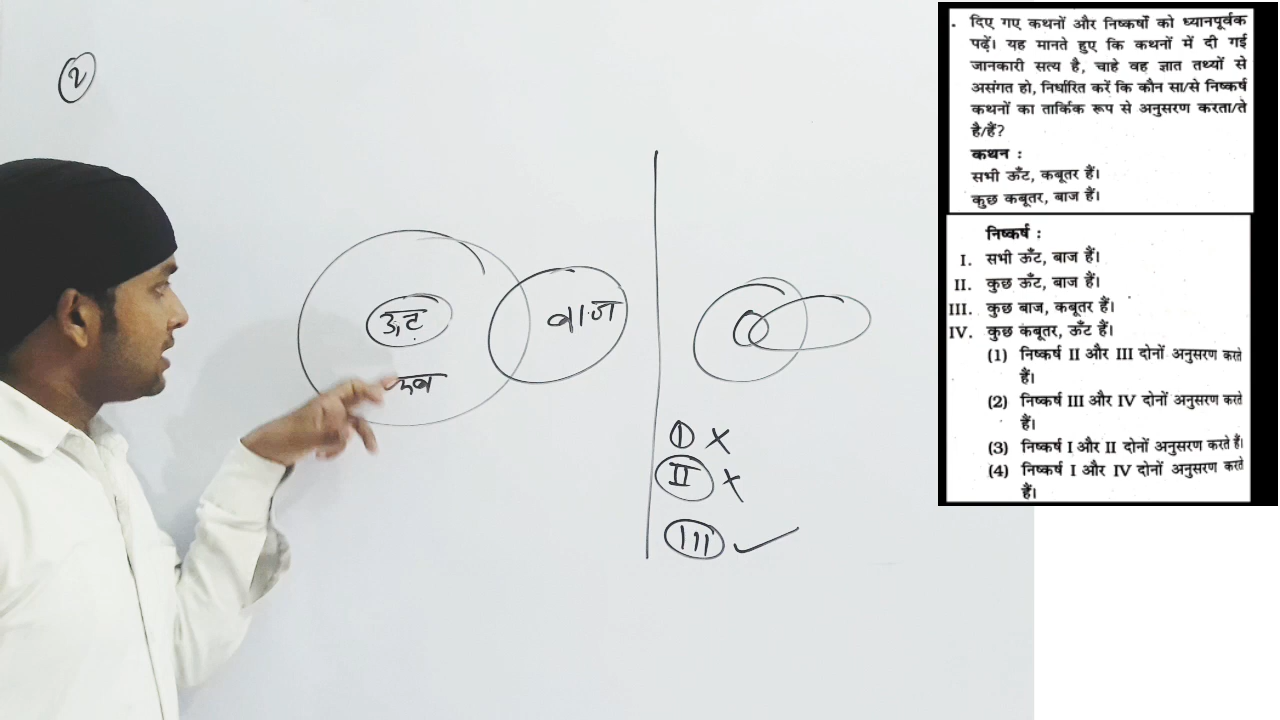 2
ऊंट
बाज
कब
I ×
II ×
III ✓
. दिए गए कथनों और निष्कर्षों को ध्यानपूर्वक
पढ़ें। यह मानते हुए कि कथनों में दी गई
जानकारी सत्य है, चाहे वह ज्ञात तथ्यों से
असंगत हो, निर्धारित करें कि कौन सा/से निष्कर्ष
कथनों का तार्किक रूप से अनुसरण करता/ते
है/हैं?
कथन :
सभी ऊँट, कबूतर हैं।
कुछ कबूतर, बाज हैं।
निष्कर्ष :
I. सभी ऊँट, बाज हैं।
II. कुछ ऊँट, बाज हैं।
III. कुछ बाज, कबूतर हैं।
IV. कुछ कबूतर, ऊँट हैं।
(1) निष्कर्ष II और III दोनों अनुसरण करते
हैं।
(2) निष्कर्ष III और IV दोनों अनुसरण करते
हैं।
(3) निष्कर्ष I और II दोनों अनुसरण करते हैं।
(4) निष्कर्ष I और IV दोनों अनुसरण करते
हैं।